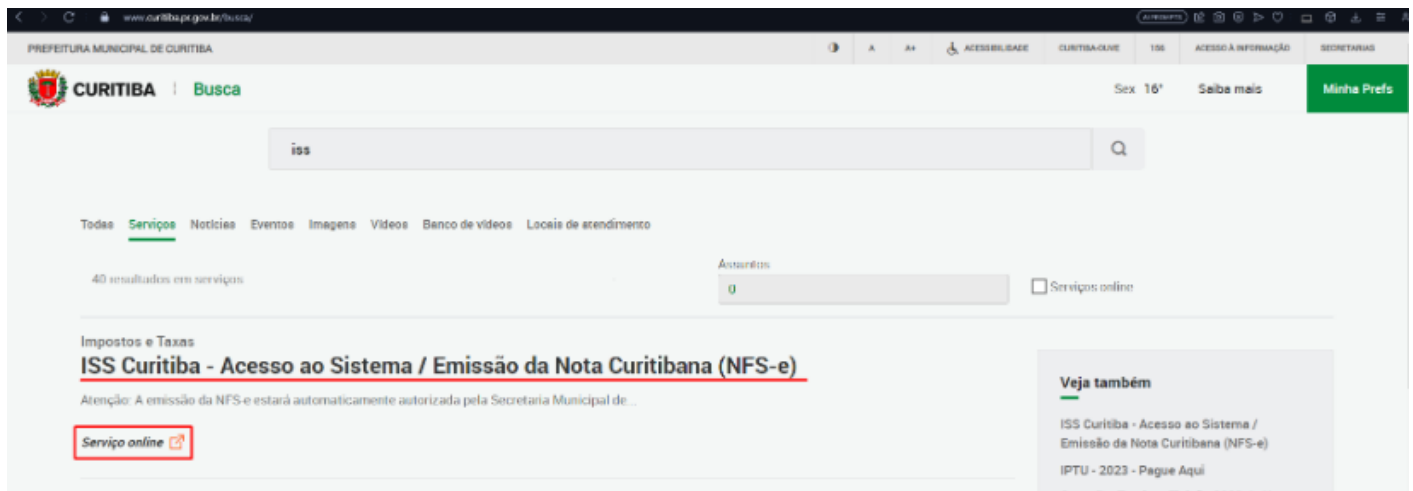 www.curitiba.pr.gov.br/busca/
PREFEITURA MUNICIPAL DE CURITIBA A A+ ACESSIBILIDADE CURITIBA-OUVE 156 ACESSO À INFORMAÇÃO SECRETARIAS
CURITIBA Busca Sex 16° Saiba mais Minha Prefs
iss
Todas Serviços Notícias Eventos Imagens Vídeos Banco de vídeos Locais de atendimento
Assuntos
40 resultados em serviços
0 Serviços online
Impostos e Taxas
ISS Curitiba - Acesso ao Sistema / Emissão da Nota Curitibana (NFS-e)
Atenção: A emissão da NFS-e estará automaticamente autorizada pela Secretaria Municipal de...
Serviço online
Veja também
ISS Curitiba - Acesso ao Sistema /
Emissão da Nota Curitibana (NFS-e)
IPTU - 2023 - Pague Aqui